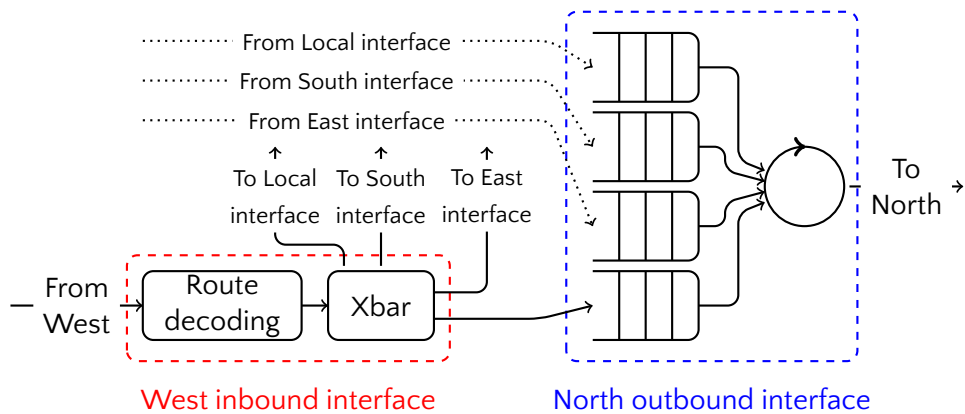 From Local interface
From South interface
From East interface
To Local
interface
To South
interface
To East
interface
To
North
From
West
Route
decoding
Xbar
West inbound interface
North outbound interface